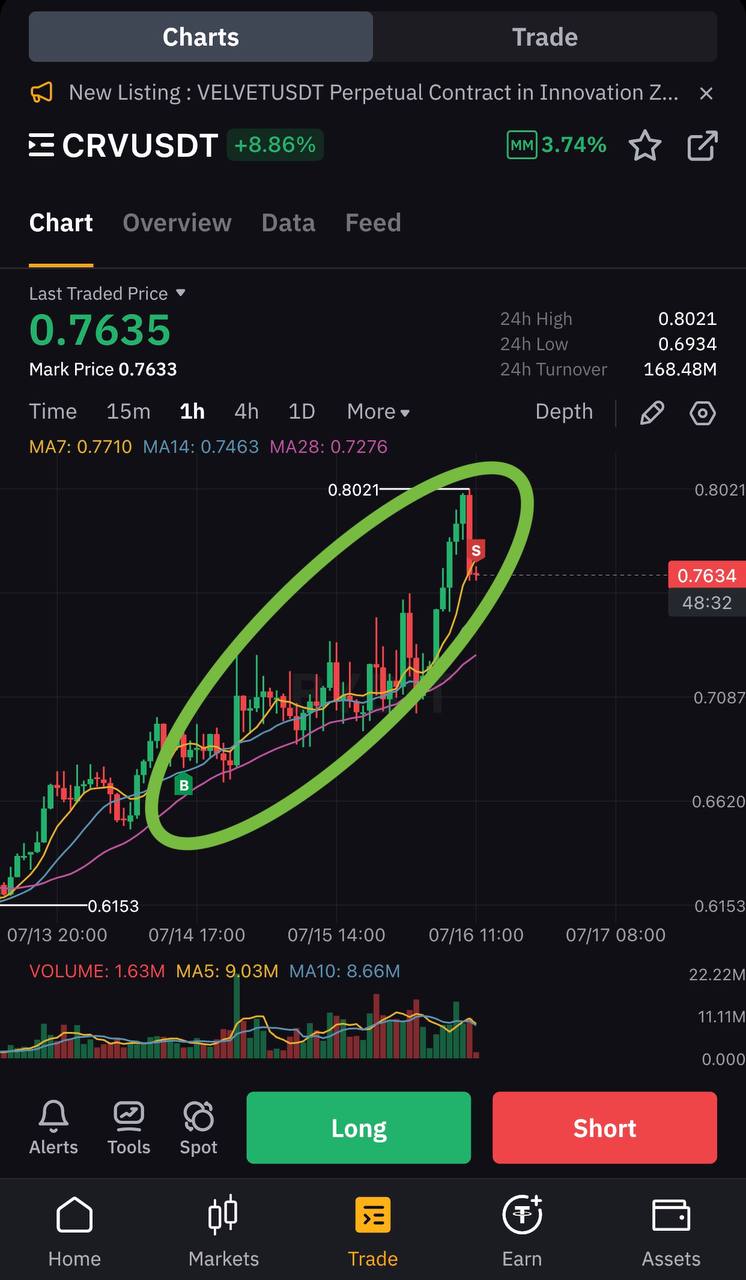 Charts Trade
New Listing : VELVETUSDT Perpetual Contract in Innovation Z...
CRVUSDT +8.86% MM 3.74%
Chart Overview Data Feed
Last Traded Price
0.7635
Mark Price 0.7633
24h High 0.8021
24h Low 0.6934
24h Turnover 168.48M
Time 15m 1h 4h 1D More Depth
MA7: 0.7710 MA14: 0.7463 MA28: 0.7276
0.8021 0.8021
S
0.7634
48:32
0.7087
B
0.6620
0.6153 0.6153
07/13 20:00 07/14 17:00 07/15 14:00 07/16 11:00 07/17 08:00
VOLUME: 1.63M MA5: 9.03M MA10: 8.66M 22.22M
11.11M
0.000
Alerts Tools Spot Long Short
Home Markets Trade Earn Assets